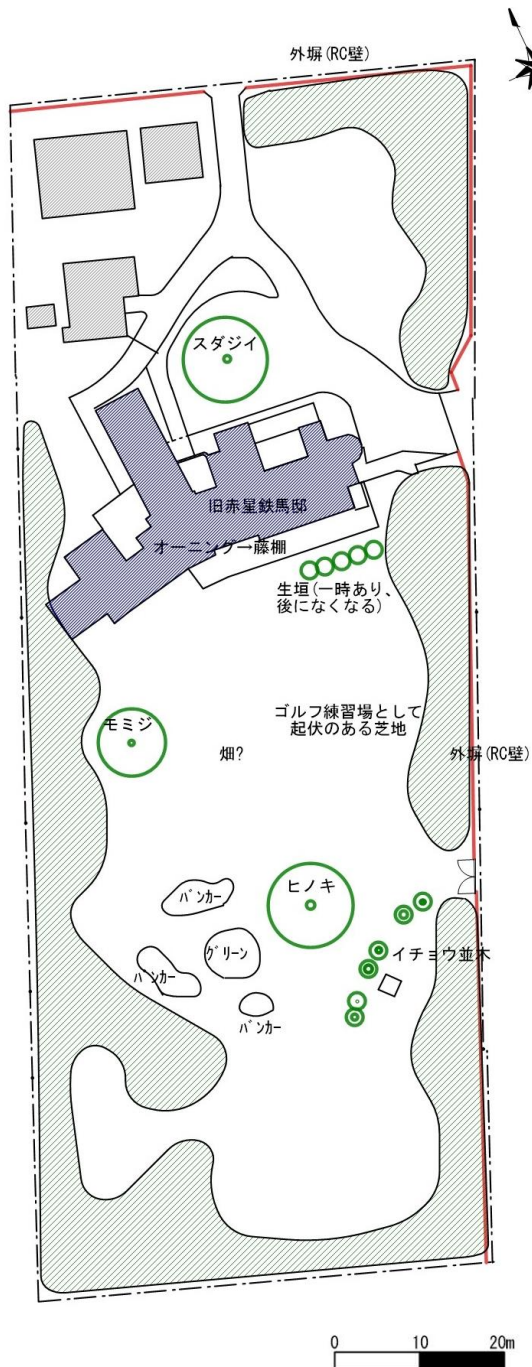 外塀(RC壁)
スダジイ
旧赤星鉄馬邸
オーニング→藤棚
生垣(一時あり、
後になくなる)
モミジ
ゴルフ練習場として
起伏のある芝地
畑?
外塀(RC壁)
ヒノキ
バンカー
グリーン
イチョウ並木
バンカー
バンカー
0 10 20m